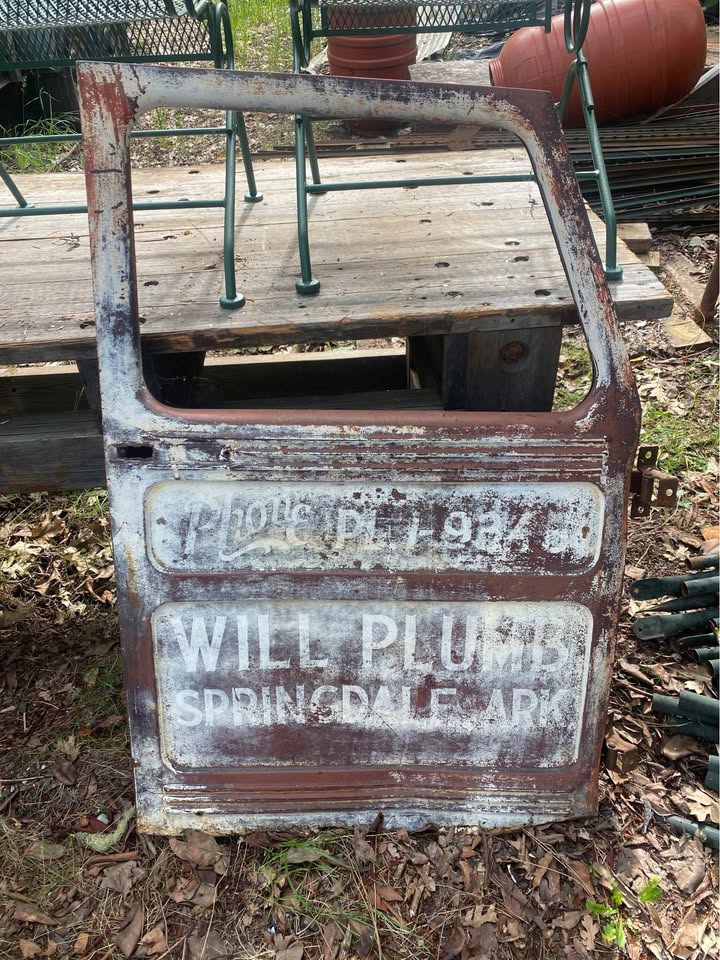 Phone PL 1-924
WILL PLUMB
SPRINGDALE, ARK